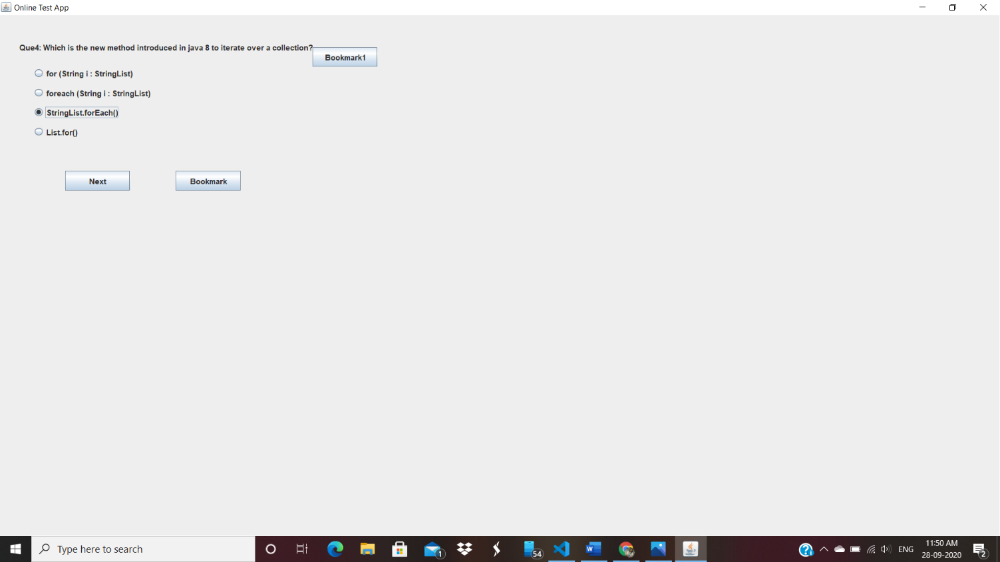 Online Test App
Que4: Which is the new method introduced in java 8 to iterate over a collection?
Bookmark1
for (String i : StringList)
foreach (String i : StringList)
StringList.forEach()
List.for()
Next
Bookmark
Type here to search
1
54
W
ENG
11:50 AM
28-09-2020
2